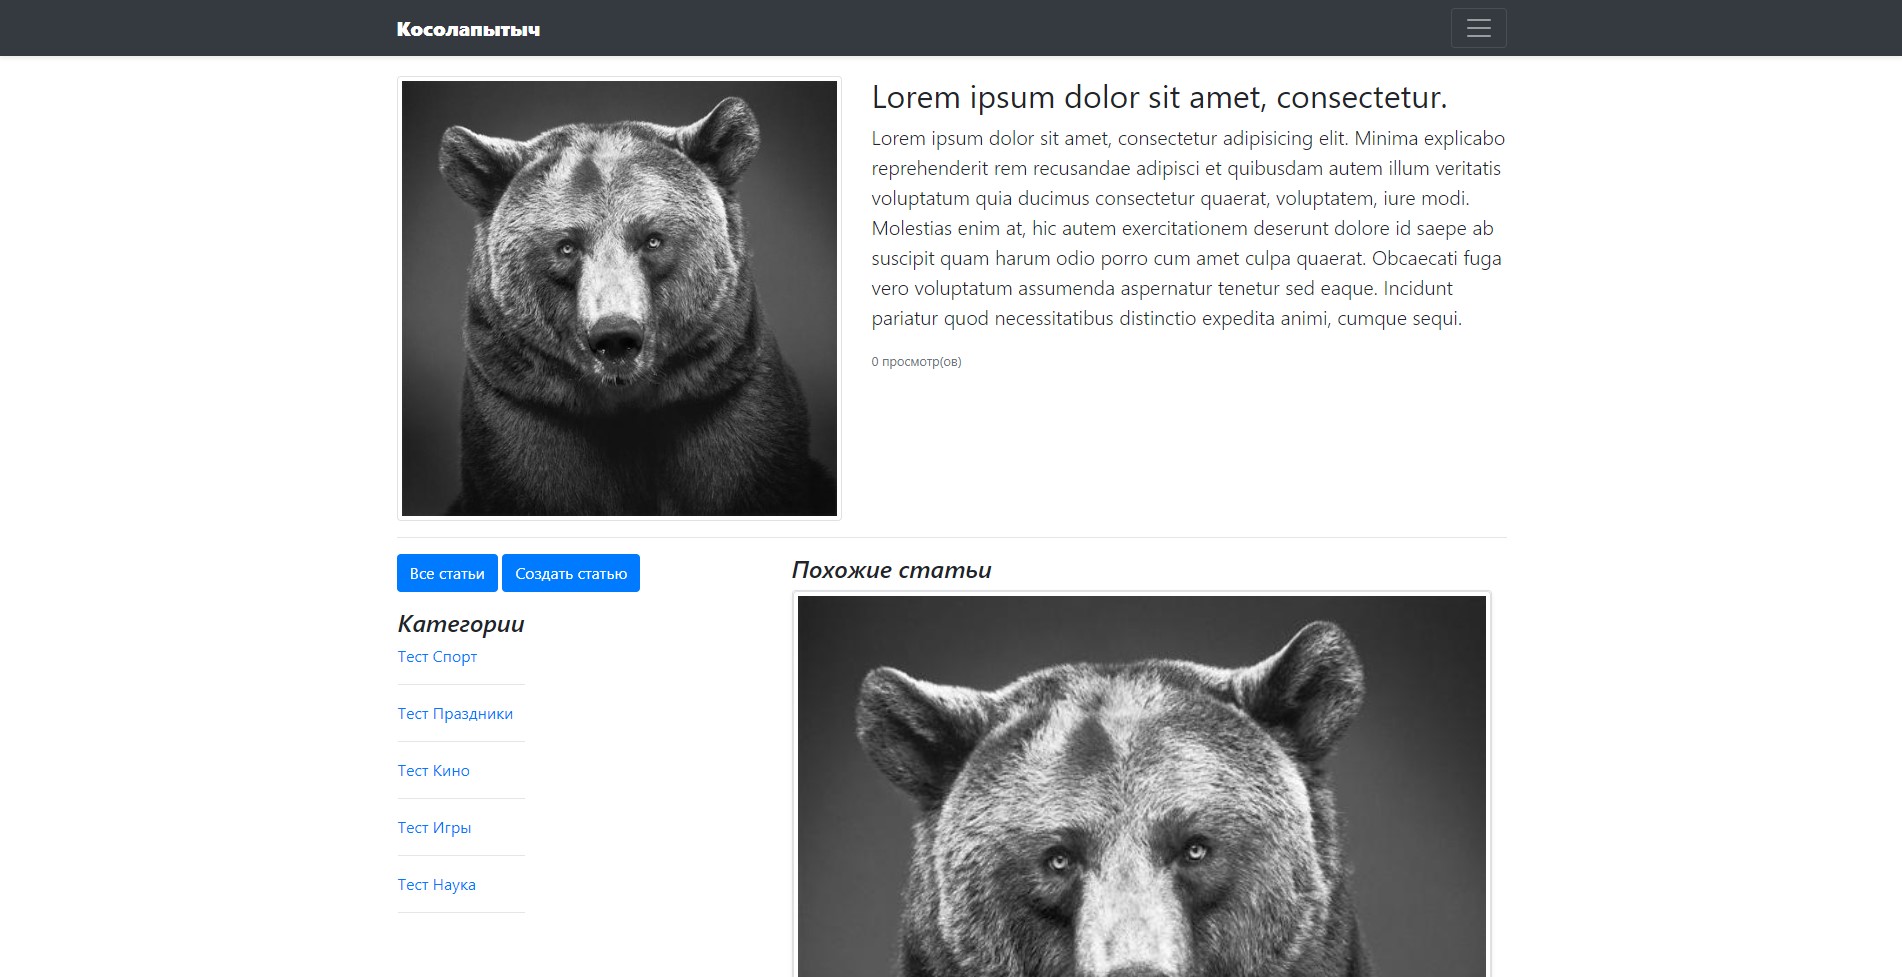 Косолапытыч
Lorem ipsum dolor sit amet, consectetur.
Lorem ipsum dolor sit amet, consectetur adipisicing elit. Minima explicabo
reprehenderit rem recusandae adipisci et quibusdam autem illum veritatis
voluptatum quia ducimus consectetur quaerat, voluptatem, iure modi.
Molestias enim at, hic autem exercitationem deserunt dolore id saepe ab
suscipit quam harum odio porro cum amet culpa quaerat. Obcaecati fuga
vero voluptatum assumenda aspernatur tenetur sed eaque. Incidunt
pariatur quod necessitatibus distinctio expedita animi, cumque sequi.
0 просмотр(ов)
Все статьи Создать статью
Категории
Тест Спорт
Тест Праздники
Тест Кино
Тест Игры
Тест Наука
Похожие статьи